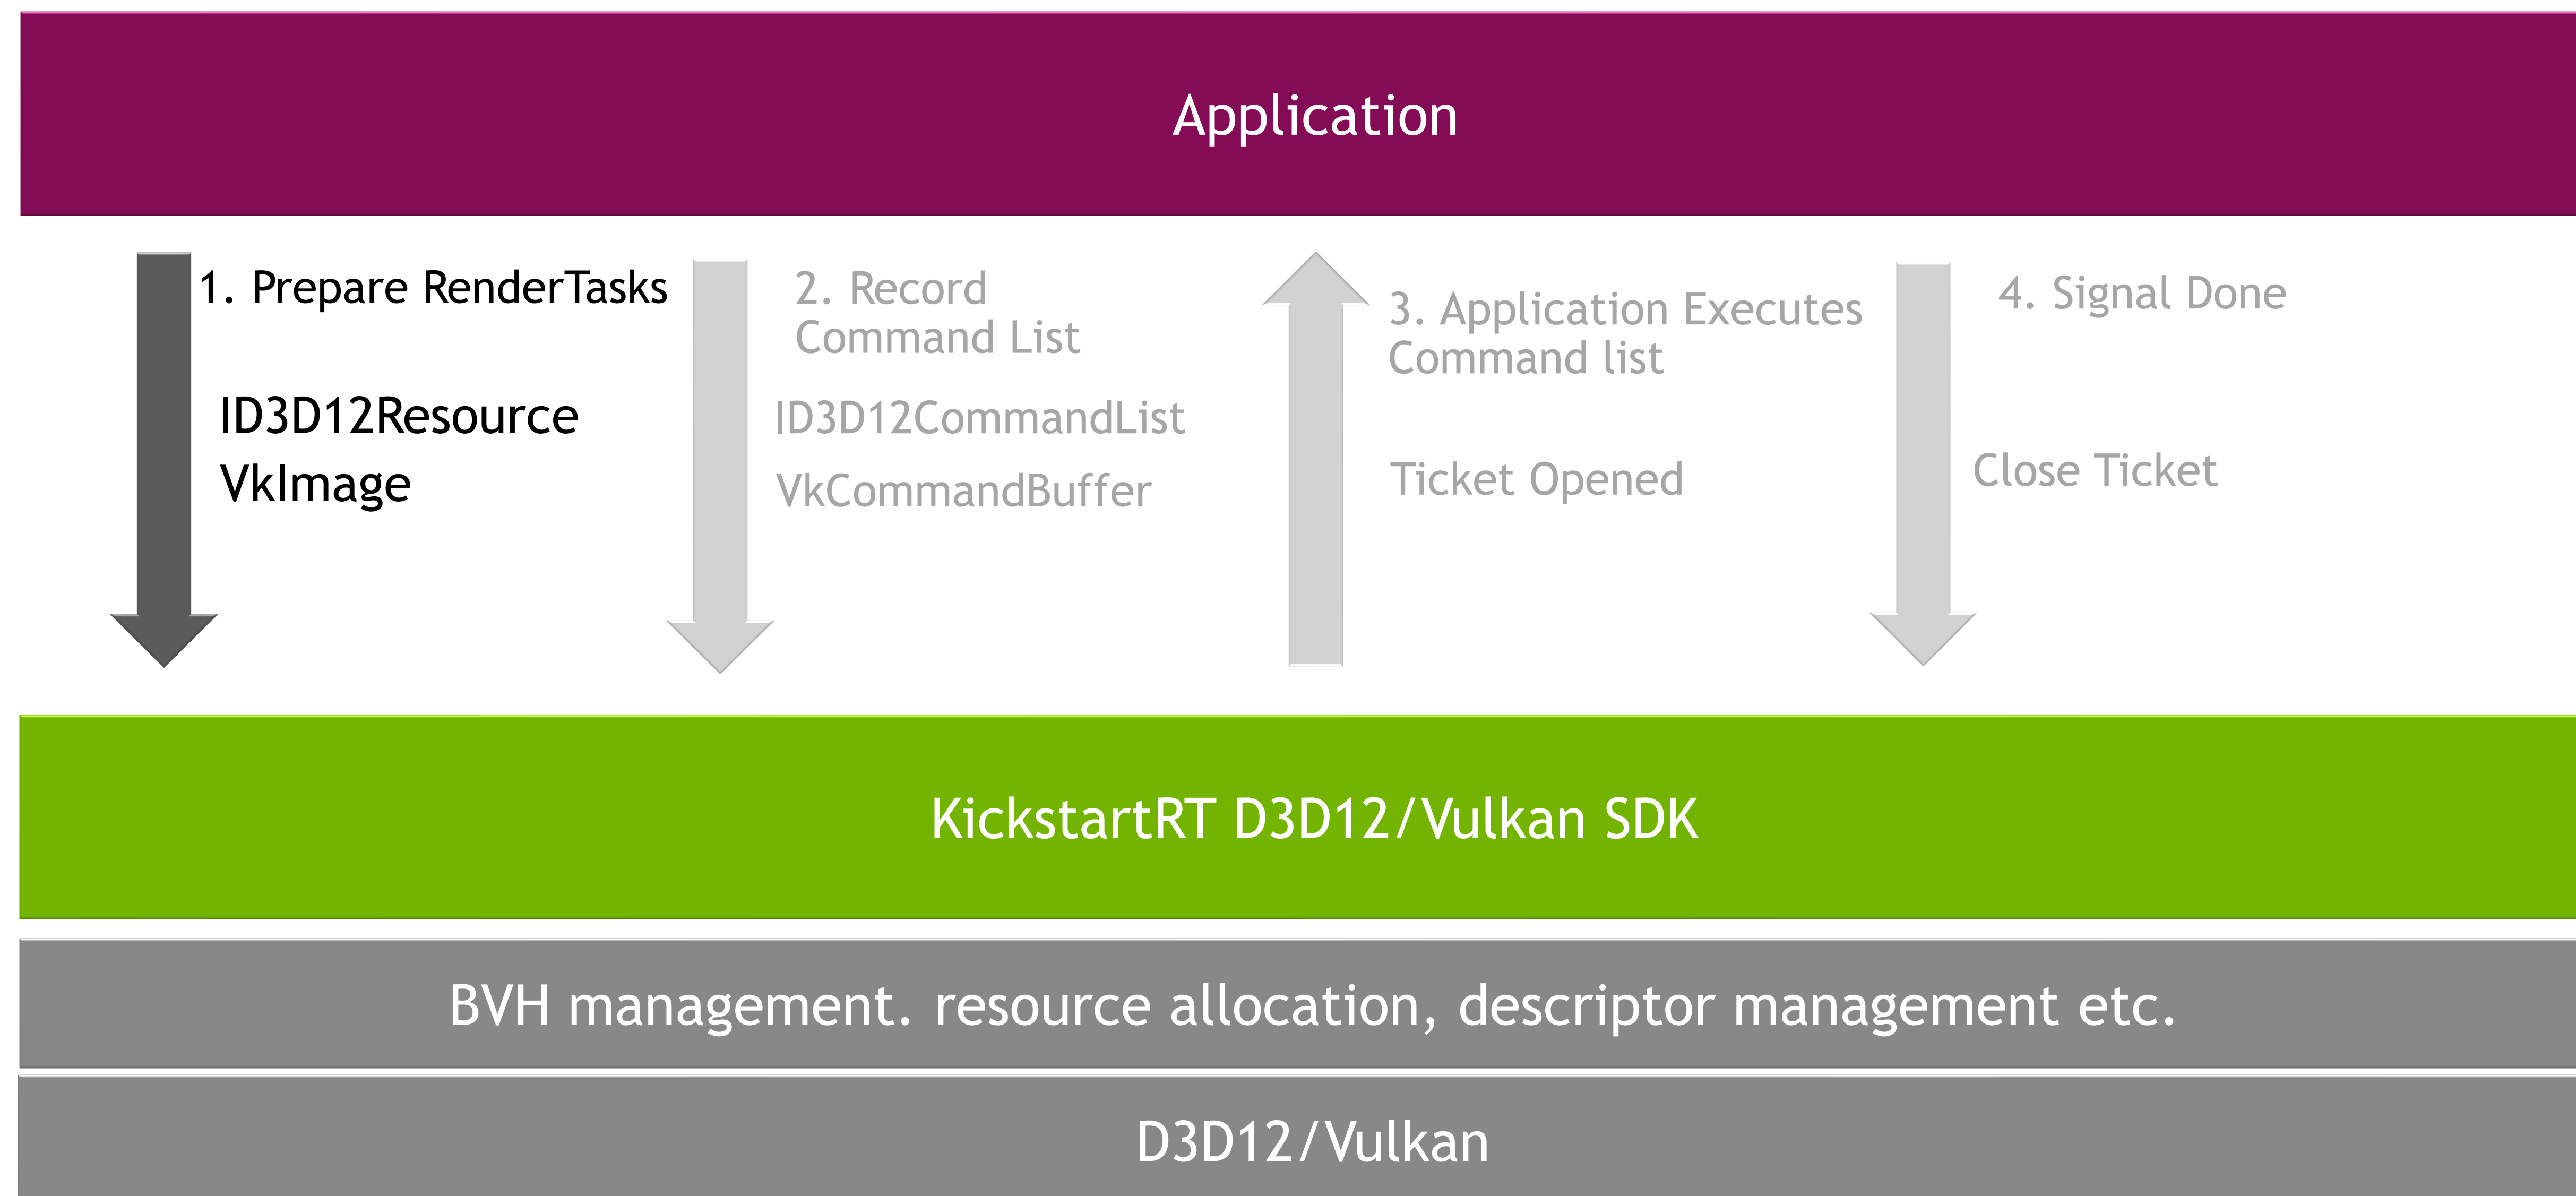 Application
1. Prepare RenderTasks
ID3D12Resource
VkImage
2. Record
Command List
ID3D12CommandList
VkCommandBuffer
3. Application Executes
Command list
Ticket Opened
4. Signal Done
Close Ticket
KickstartRT D3D12/Vulkan SDK
BVH management. resource allocation, descriptor management etc.
D3D12/Vulkan